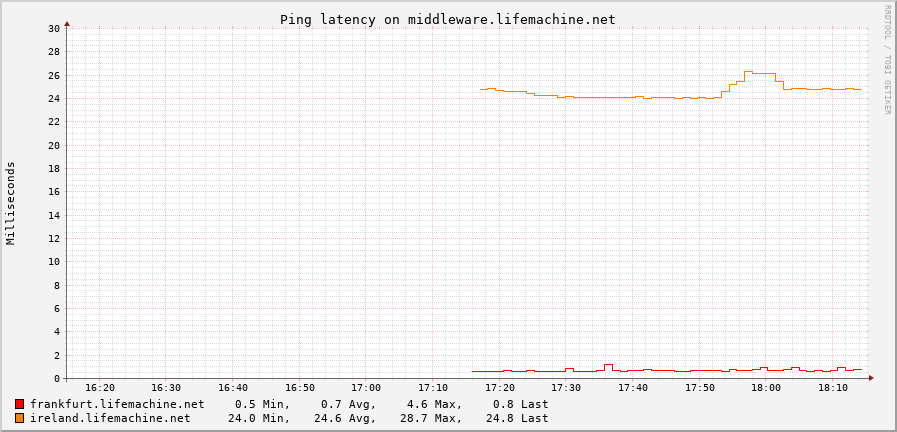 Ping latency on middleware.lifemachine.net
RRDTOOL / TOBI OETIKER
Milliseconds
30
28
26
24
22
20
18
16
14
12
10
8
6
4
2
0
16:20 16:30 16:40 16:50 17:00 17:10 17:20 17:30 17:40 17:50 18:00 18:10
frankfurt.lifemachine.net 0.5 Min, 0.7 Avg, 4.6 Max, 0.8 Last
ireland.lifemachine.net 24.0 Min, 24.6 Avg, 28.7 Max, 24.8 Last